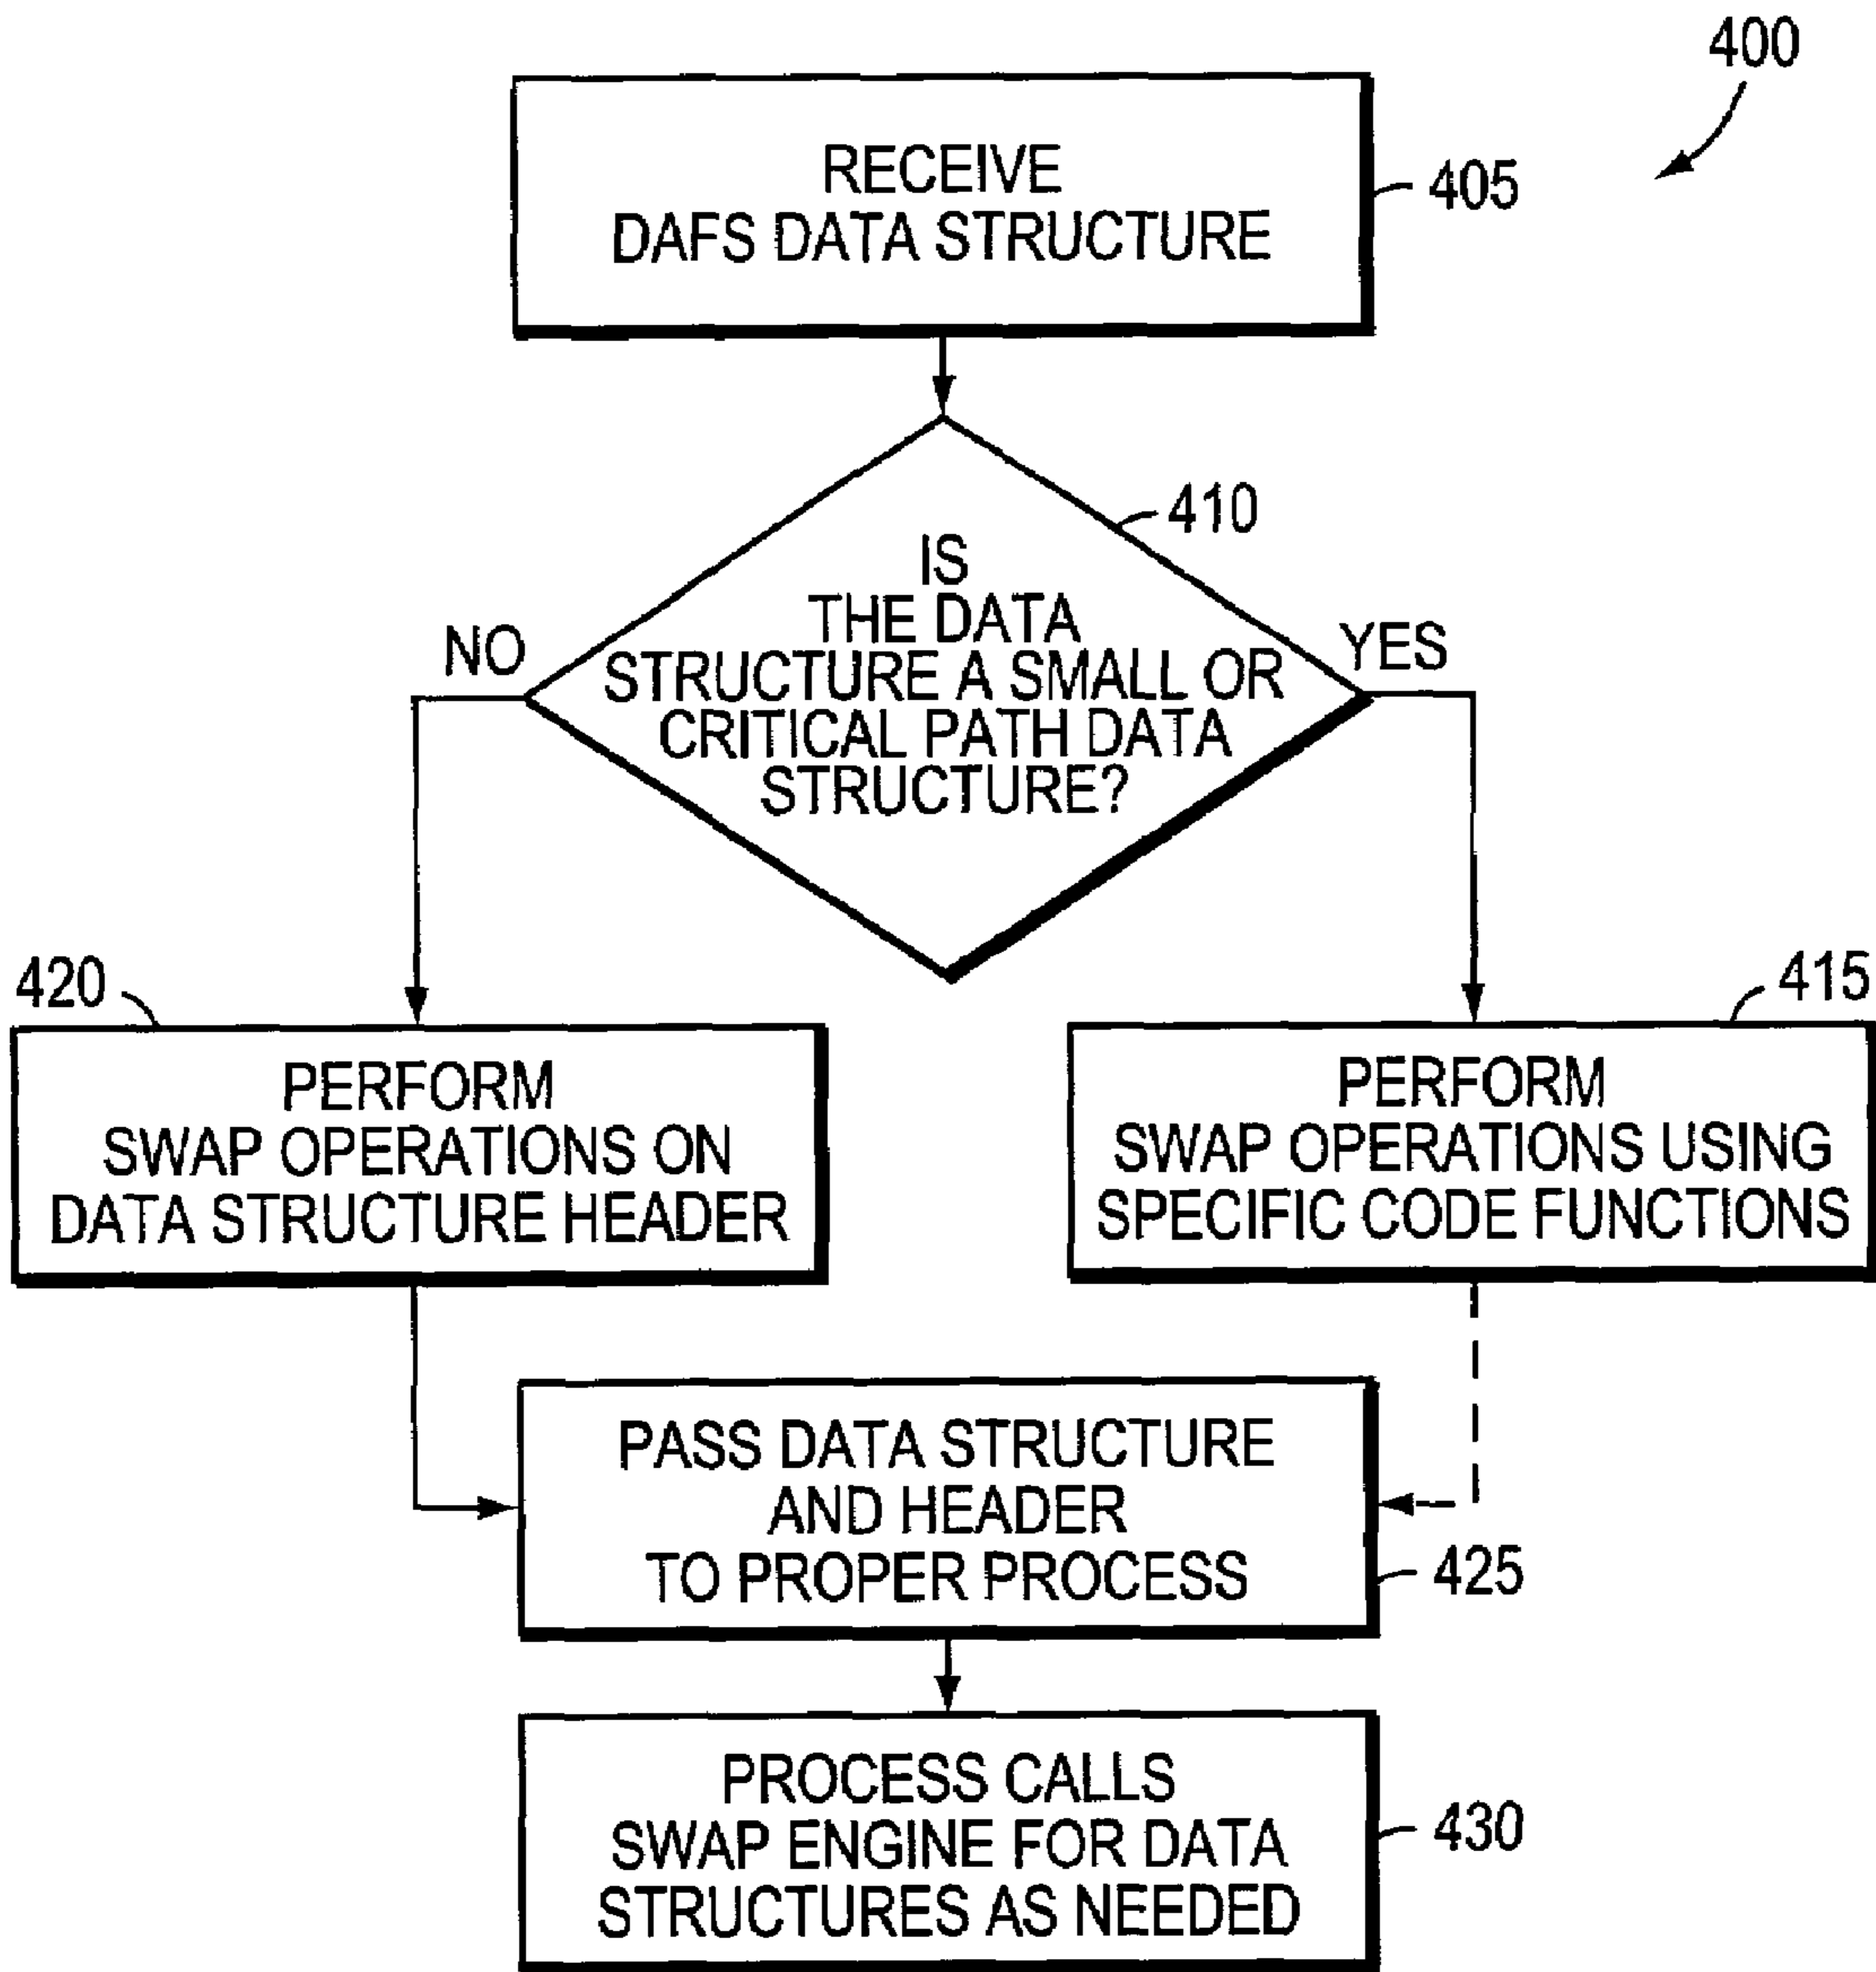 400
RECEIVE
DAFS DATA STRUCTURE
405
410
IS
THE DATA
STRUCTURE A SMALL OR
CRITICAL PATH DATA
STRUCTURE?
NO
YES
420
PERFORM
SWAP OPERATIONS ON
DATA STRUCTURE HEADER
415
PERFORM
SWAP OPERATIONS USING
SPECIFIC CODE FUNCTIONS
PASS DATA STRUCTURE
AND HEADER
TO PROPER PROCESS
425
PROCESS CALLS
SWAP ENGINE FOR DATA
STRUCTURES AS NEEDED
430